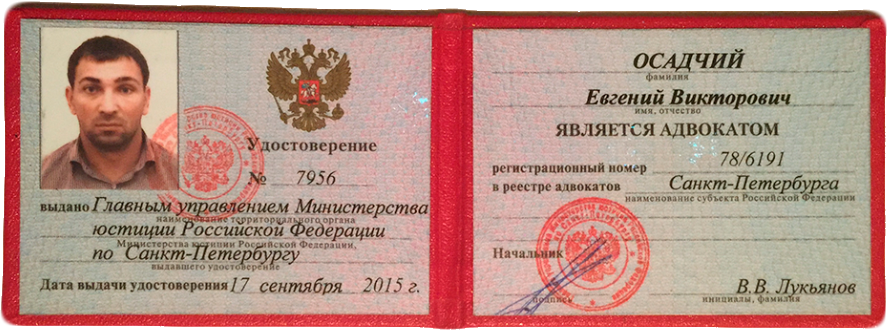 Удостоверение
№ 7956
выдано Главным управлением Министерства
наименование территориального органа
юстиции Российской Федерации
Министерства юстиции Российской Федерации,
по Санкт-Петербургу
выдавшего удостоверение
Дата выдачи удостоверения 17 сентября 2015 г.
ОСАДЧИЙ
фамилия
Евгений Викторович
имя, отчество
ЯВЛЯЕТСЯ АДВОКАТОМ
регистрационный номер 78/6191
в реестре адвокатов Санкт-Петербурга
наименование субъекта Российской Федерации
Начальник
В.В. Лукьянов
подпись инициалы, фамилия